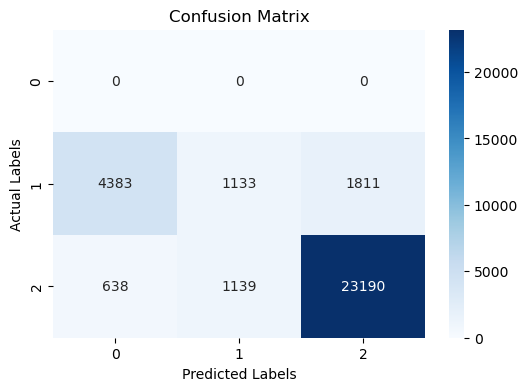 Confusion Matrix
0 0 0 0
1 4383 1133 1811
2 638 1139 23190
0 1 2
Predicted Labels
Actual Labels
20000
15000
10000
5000
0